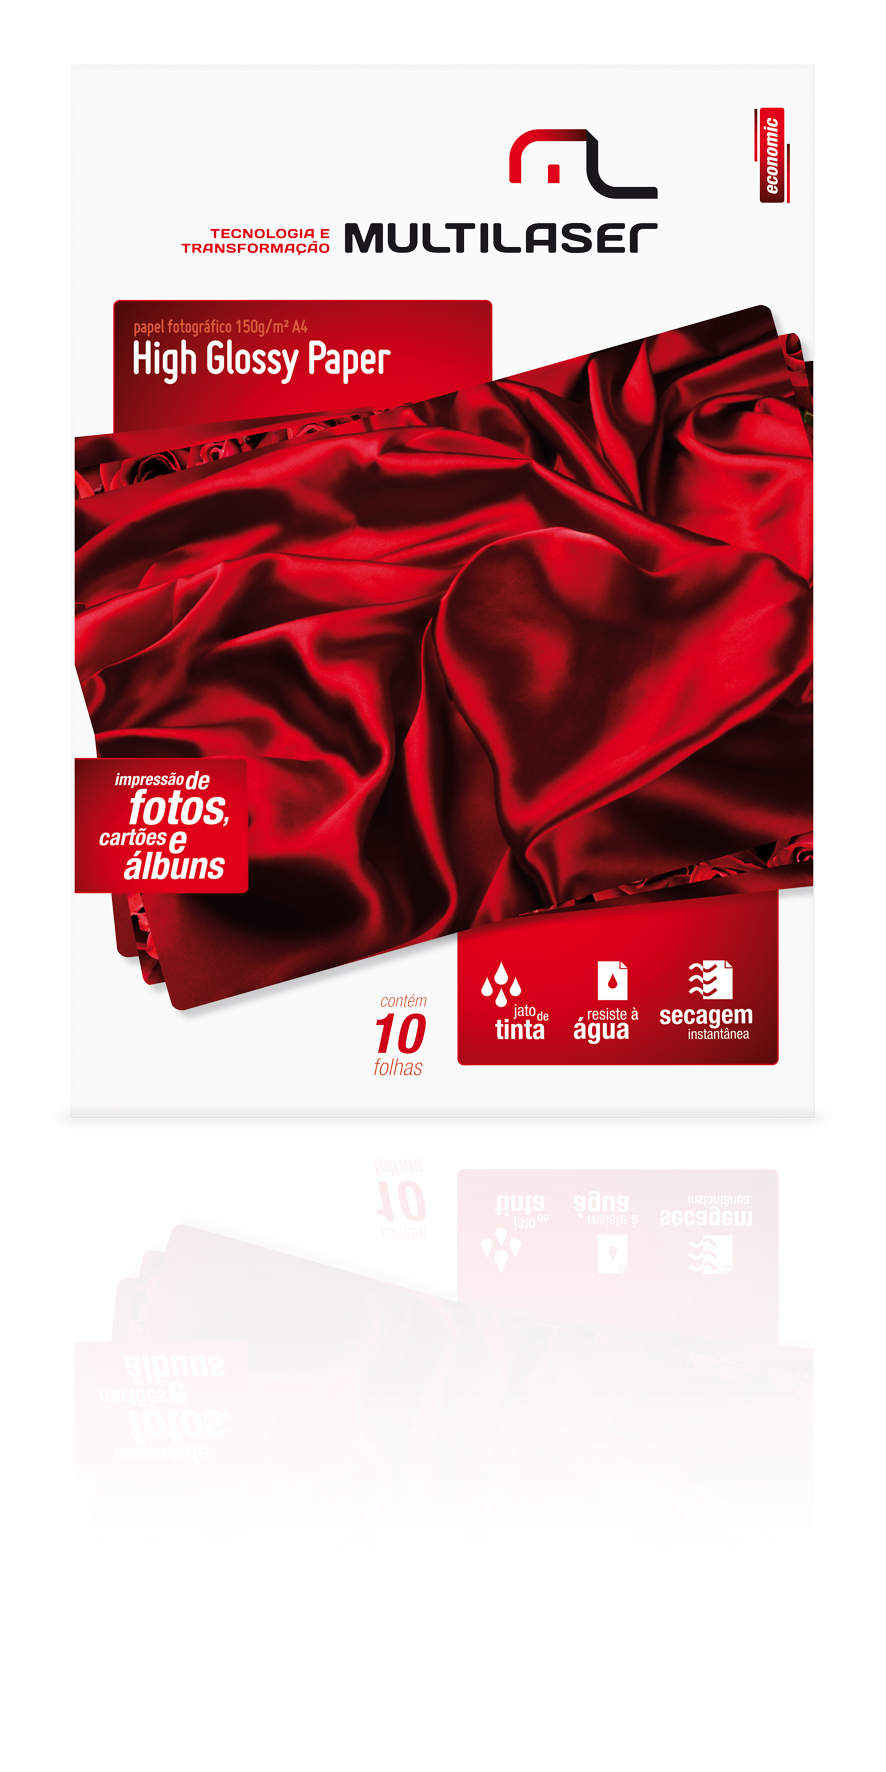 economic
TECNOLOGIA E
TRANSFORMAÇÃO
MULTILASER
papel fotográfico 150g/m² A4
High Glossy Paper
impressão de
fotos,
cartões e
álbuns
contém
10
folhas
jato de
tinta
resiste à
água
secagem
instantânea